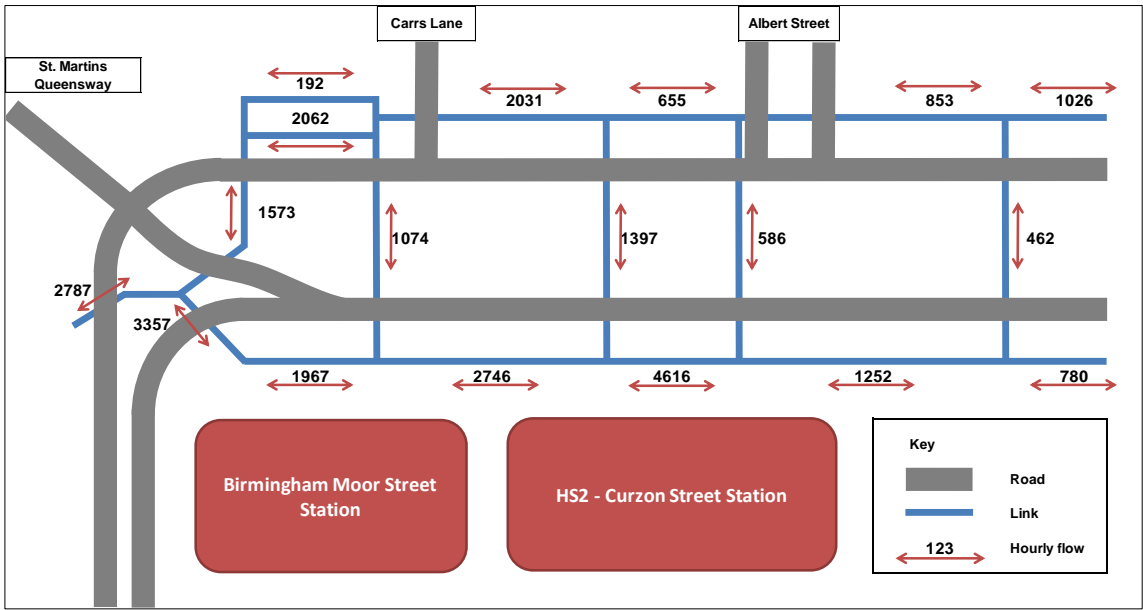 Carrs Lane
Albert Street
St. Martins
Queensway
192
2031
655
853
1026
2062
1573
1074
1397
586
462
2787
3357
1967
2746
4616
1252
780
Birmingham Moor Street
Station
HS2 - Curzon Street Station
Key
Road
Link
123
Hourly flow